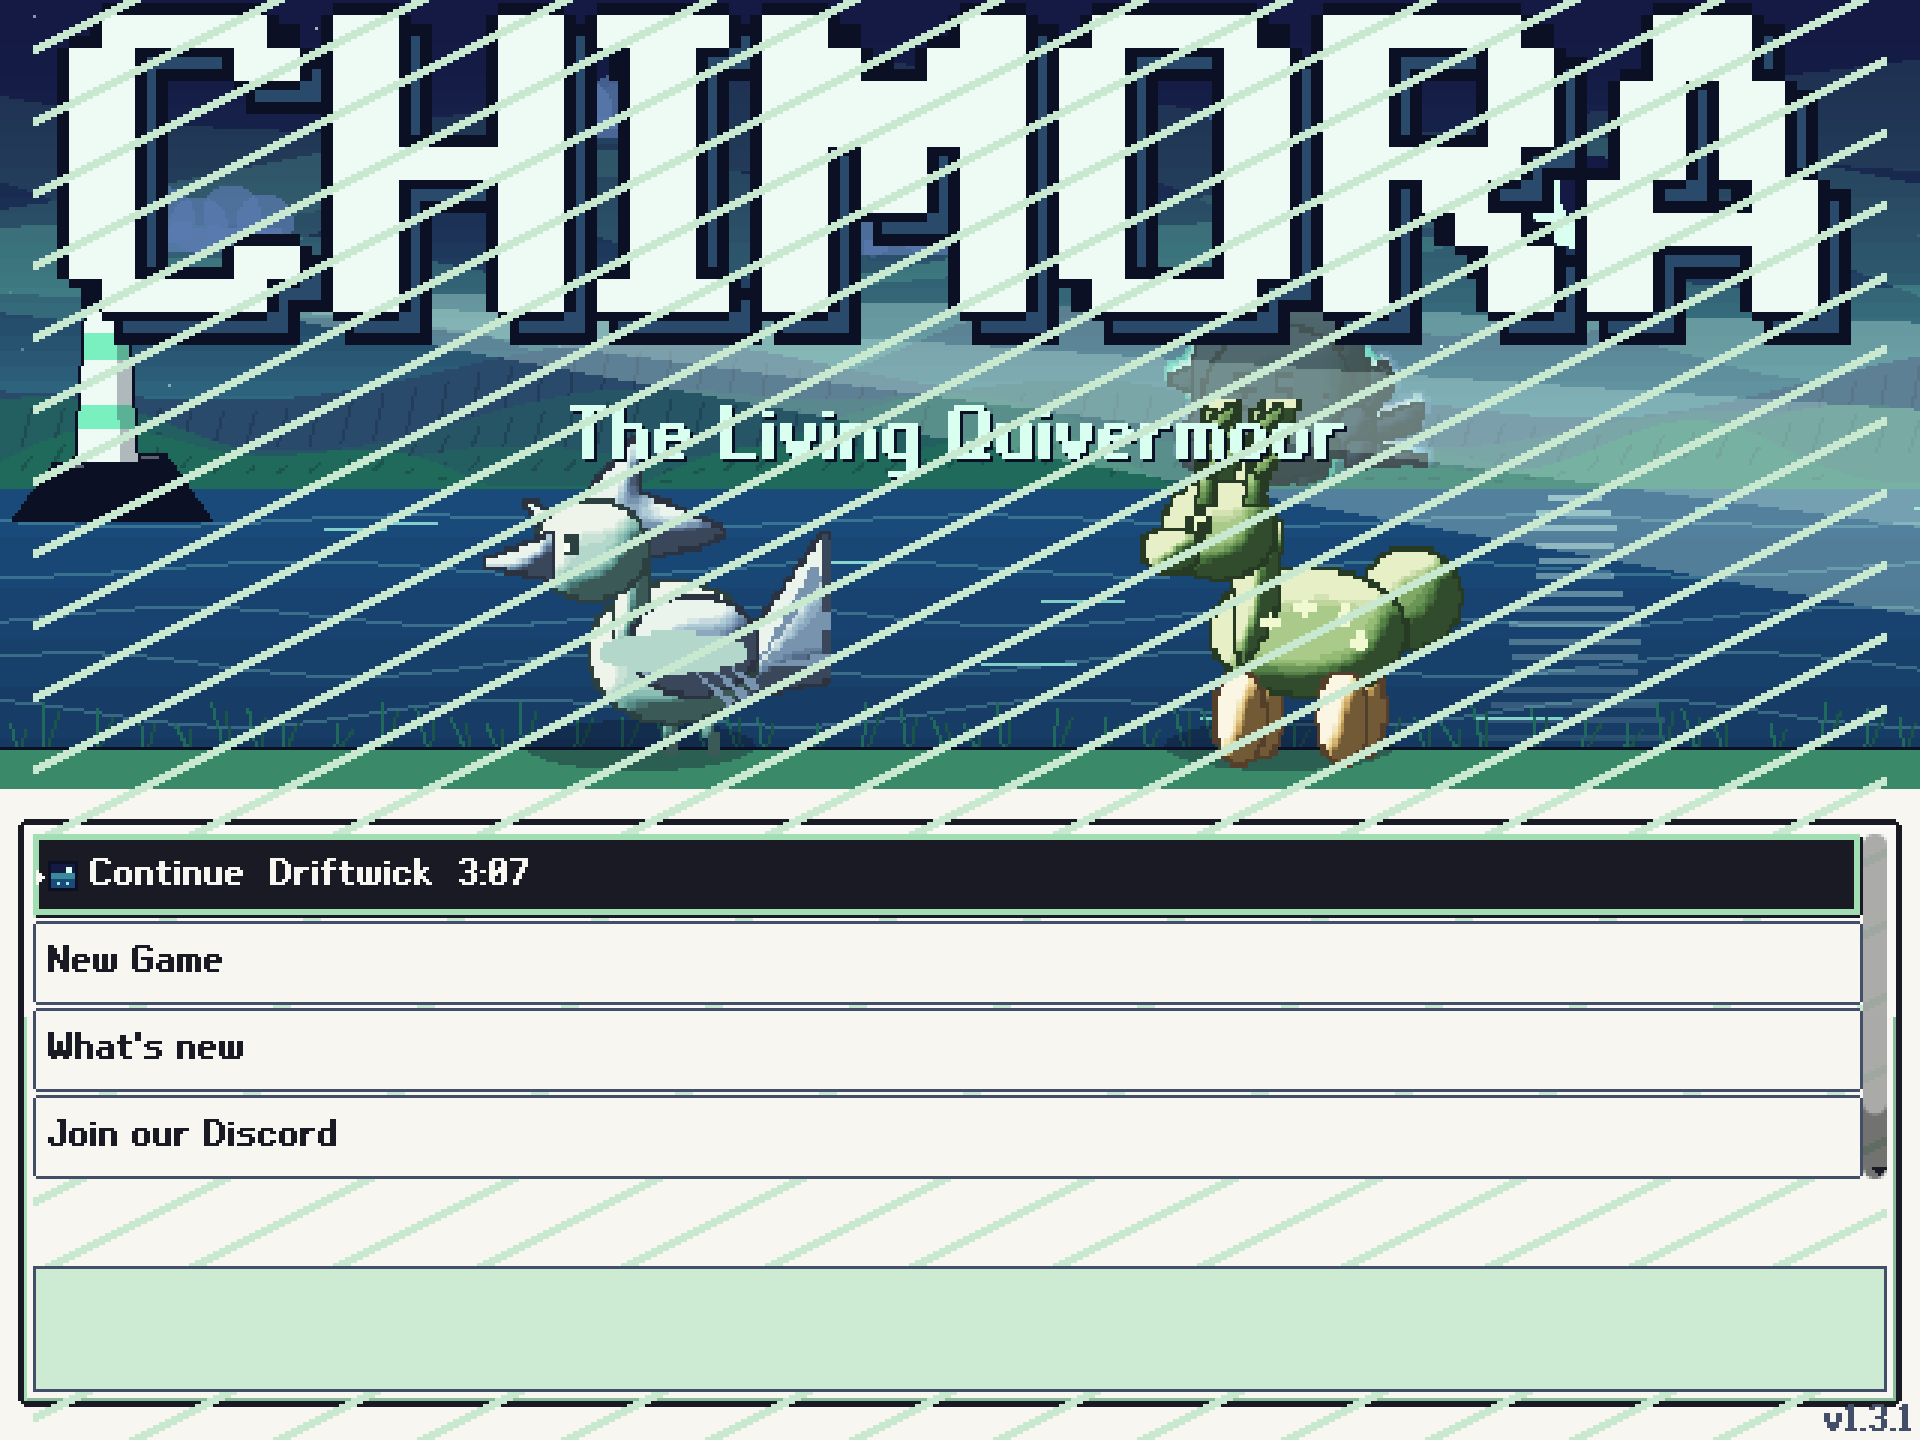 CHIMORA
The Living Quivermoor
Continue Driftwick 3:07
New Game
What's new
Join our Discord
v1.3.1